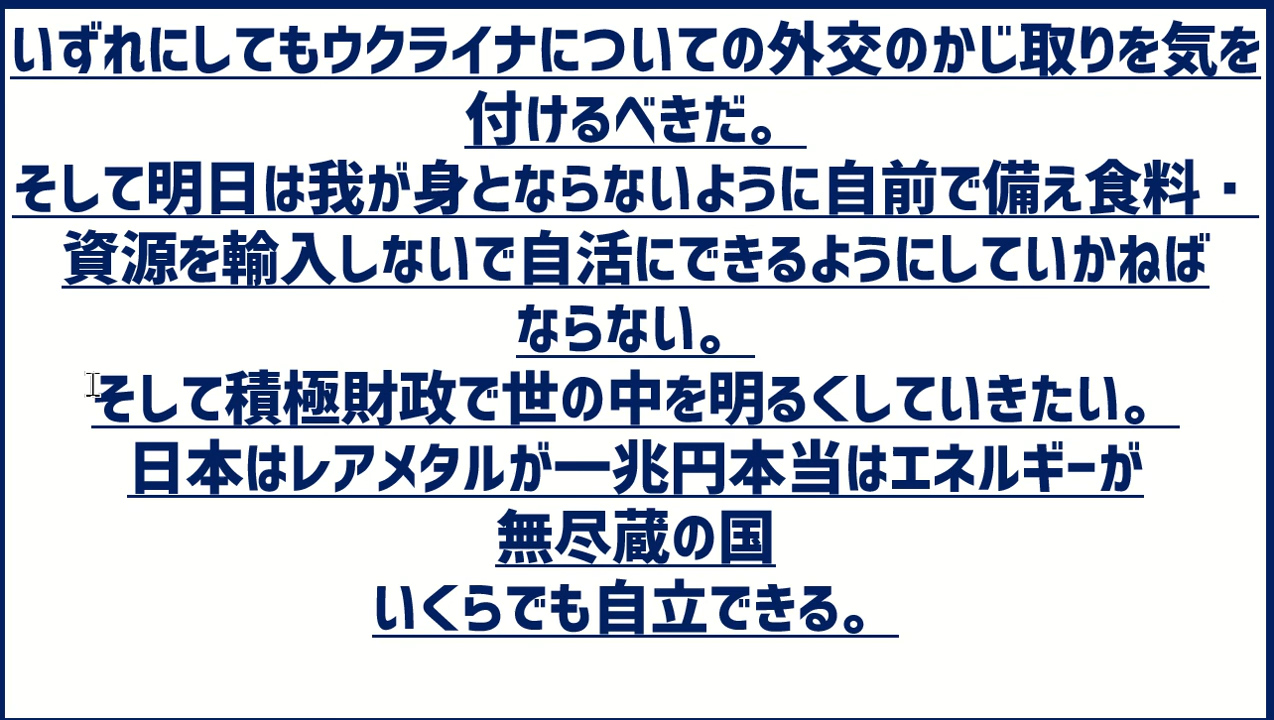 いずれにしてもウクライナについての外交のかじ取りを気を
付けるべきだ。
そして明日は我が身とならないように自前で備え食料・
資源を輸入しないで自活にできるようにしていかねば
ならない。
そして積極財政で世の中を明るくしていきたい。
日本はレアメタルが一兆円本当はエネルギーが
無尽蔵の国
いくらでも自立できる。